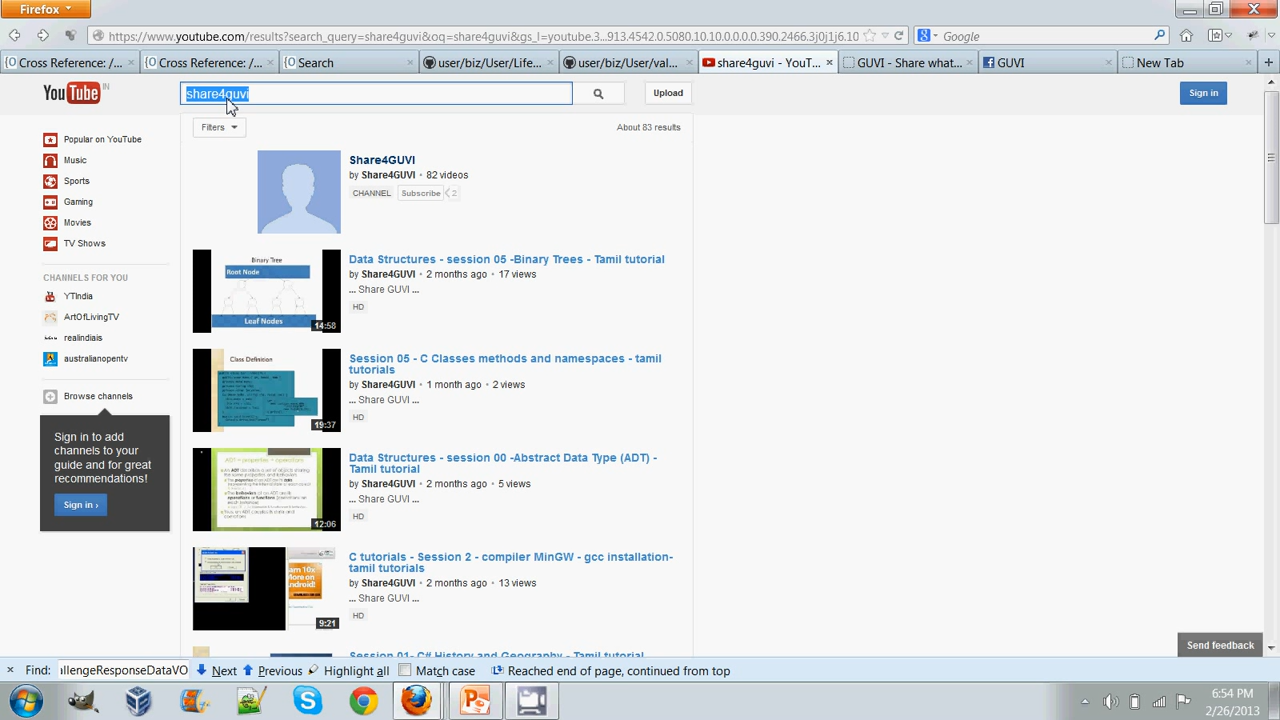 Firefox
https://www.youtube.com/results?search_query=share4guvi&oq=share4guvi&gs_l=youtube.3...913.4542.0.5080.10.10.0.0.0.0.390.2466.3j0j1j6.10
Google
Cross Reference: /...
Cross Reference: /...
Search
user/biz/User/Life...
user/biz/User/val...
share4guvi - YouT...
GUVI - Share what...
GUVI
New Tab
YouTube IN
share4guvi
Upload
Sign in
Filters
About 83 results
Popular on YouTube
Music
Sports
Gaming
Movies
TV Shows
CHANNELS FOR YOU
YTIndia
ArtOfLivingTV
realindiais
australianopentv
Browse channels
Sign in to add
channels to your
guide and for great
recommendations!
Sign in ›
Share4GUVI
by Share4GUVI • 82 videos
CHANNEL Subscribe 2
Binary Tree
Root Node
Leaf Nodes
14:58
Data Structures - session 05 -Binary Trees - Tamil tutorial
by Share4GUVI • 2 months ago • 17 views
... Share GUVI ...
HD
Class Definition
19:37
Session 05 - C Classes methods and namespaces - tamil
tutorials
by Share4GUVI • 1 month ago • 2 views
... Share GUVI ...
HD
12:06
Data Structures - session 00 -Abstract Data Type (ADT) -
Tamil tutorial
by Share4GUVI • 2 months ago • 5 views
... Share GUVI ...
HD
9:21
C tutorials - Session 2 - compiler MinGW - gcc installation-
tamil tutorials
by Share4GUVI • 2 months ago • 13 views
... Share GUVI ...
HD
Session 01- C# History and Geography - Tamil tutorial
Send feedback
Find: illengeResponseDataVO Next Previous Highlight all Match case Reached end of page, continued from top
6:54 PM
2/26/2013